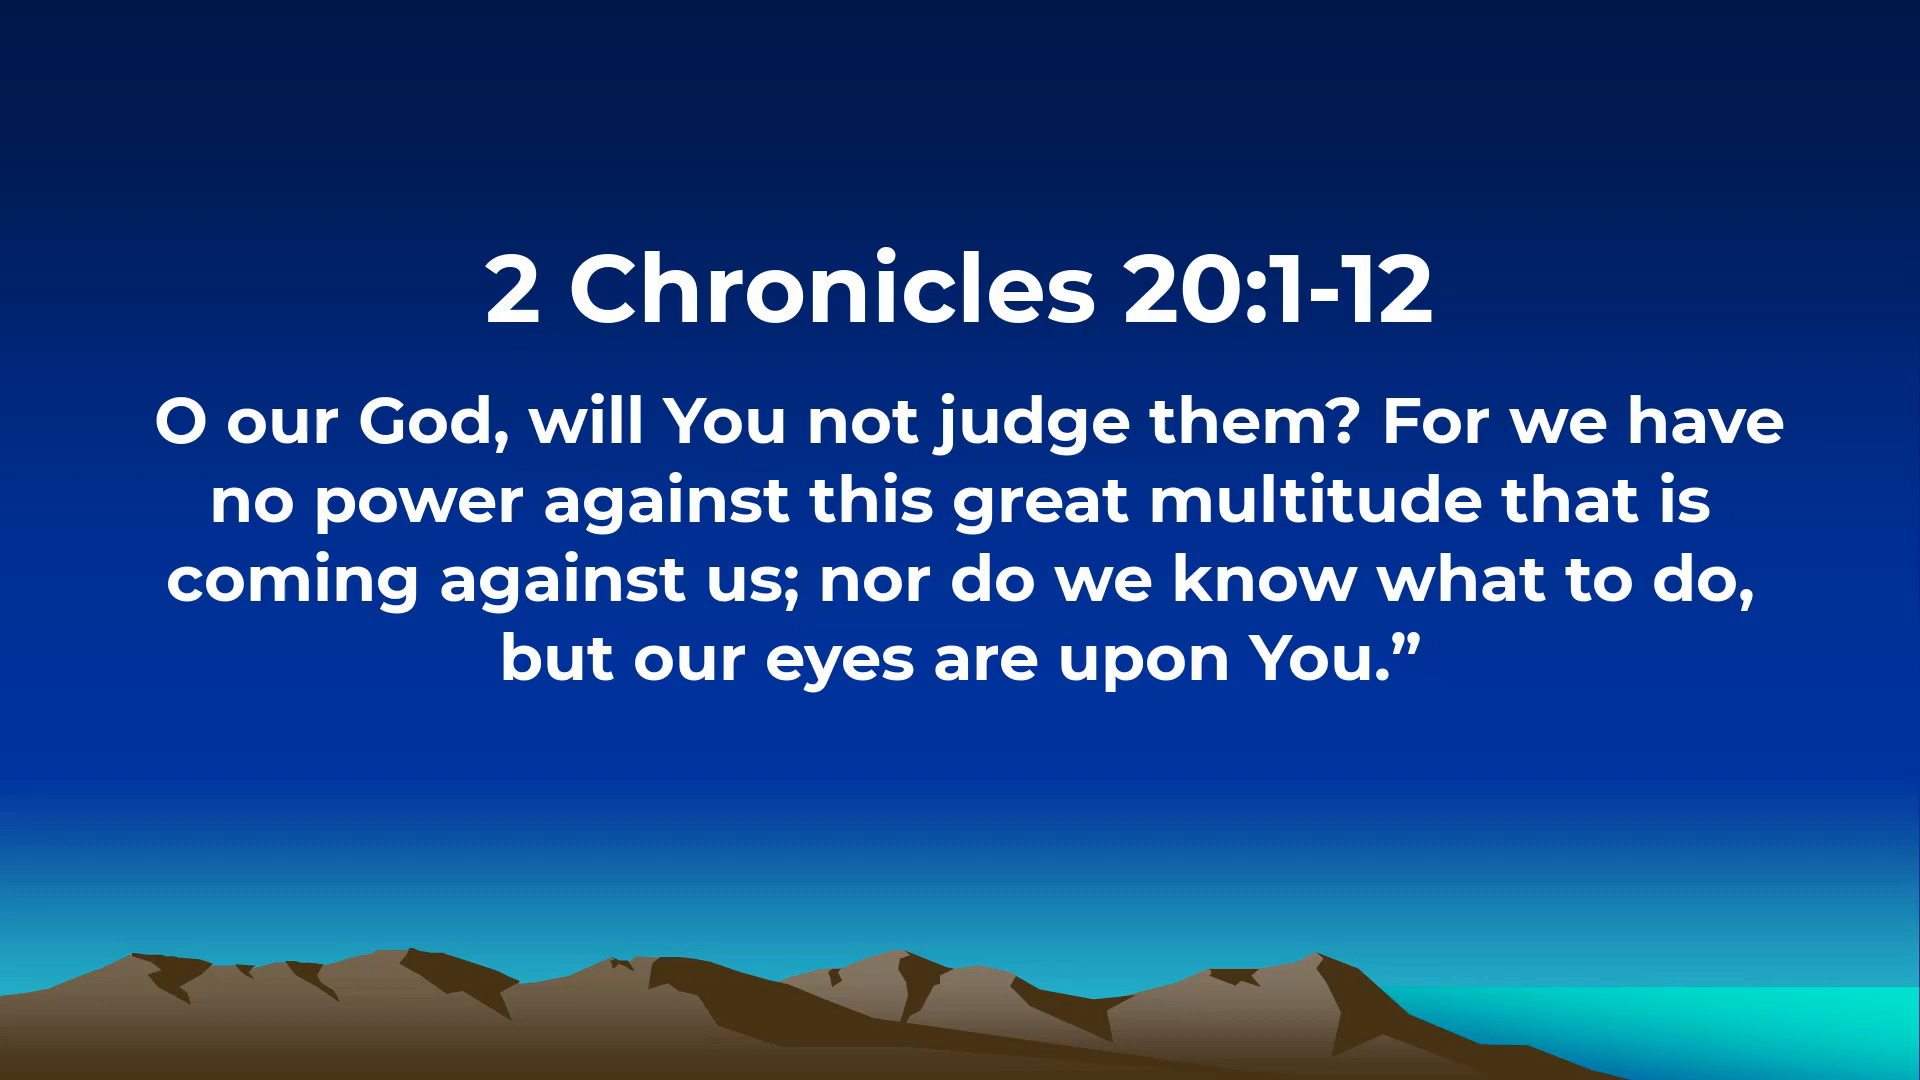 2 Chronicles 20:1-12
O our God, will You not judge them? For we have
no power against this great multitude that is
coming against us; nor do we know what to do,
but our eyes are upon You.”